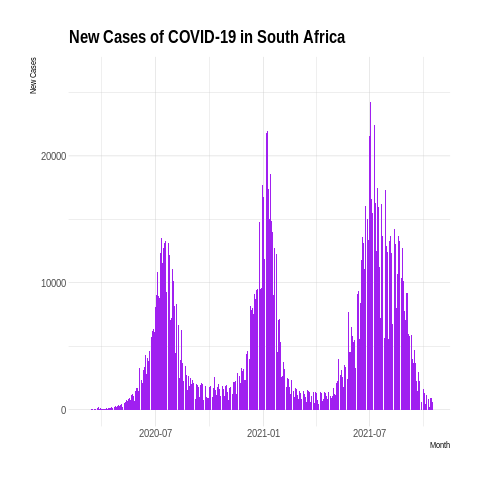 New Cases of COVID-19 in South Africa
New Cases
20000
10000
0
2020-07 2021-01 2021-07
Month